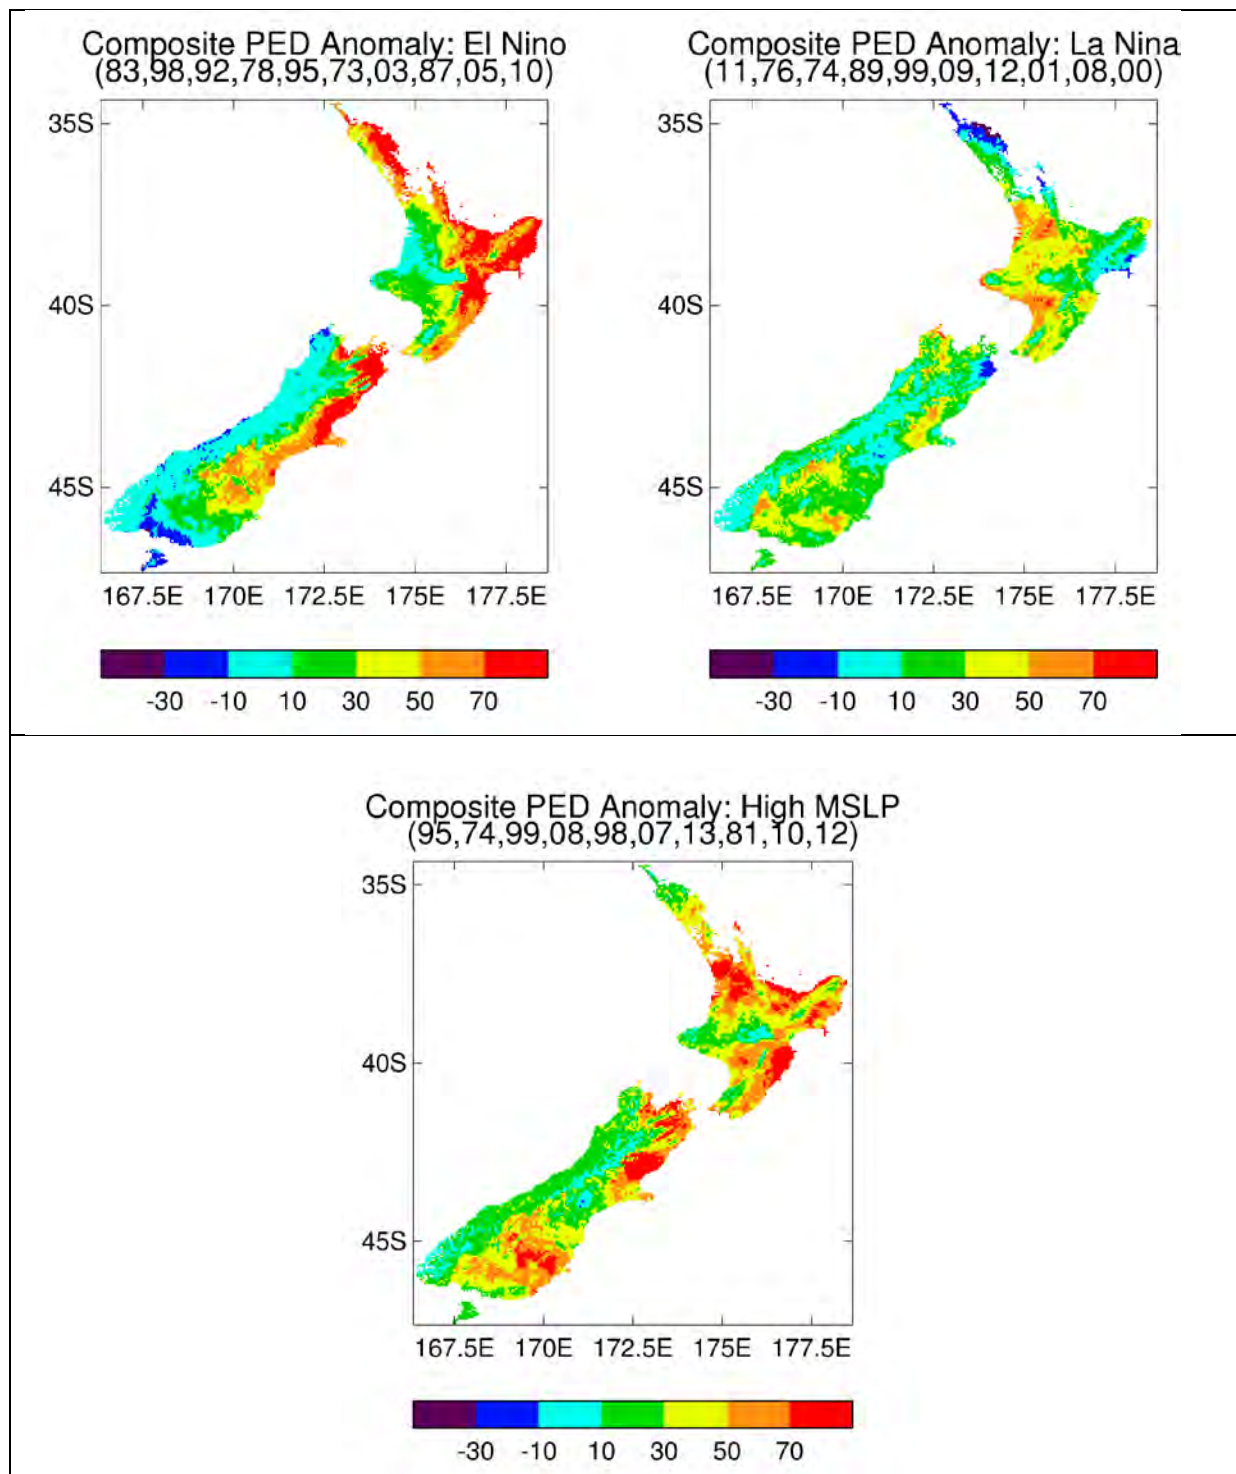 Composite PED Anomaly: El Nino
(83,98,92,78,95,73,03,87,05,10)
35S
40S
45S
167.5E 170E 172.5E 175E 177.5E
-30 -10 10 30 50 70
Composite PED Anomaly: La Nina
(11,76,74,89,99,09,12,01,08,00)
35S
40S
45S
167.5E 170E 172.5E 175E 177.5E
-30 -10 10 30 50 70
Composite PED Anomaly: High MSLP
(95,74,99,08,98,07,13,81,10,12)
35S
40S
45S
167.5E 170E 172.5E 175E 177.5E
-30 -10 10 30 50 70